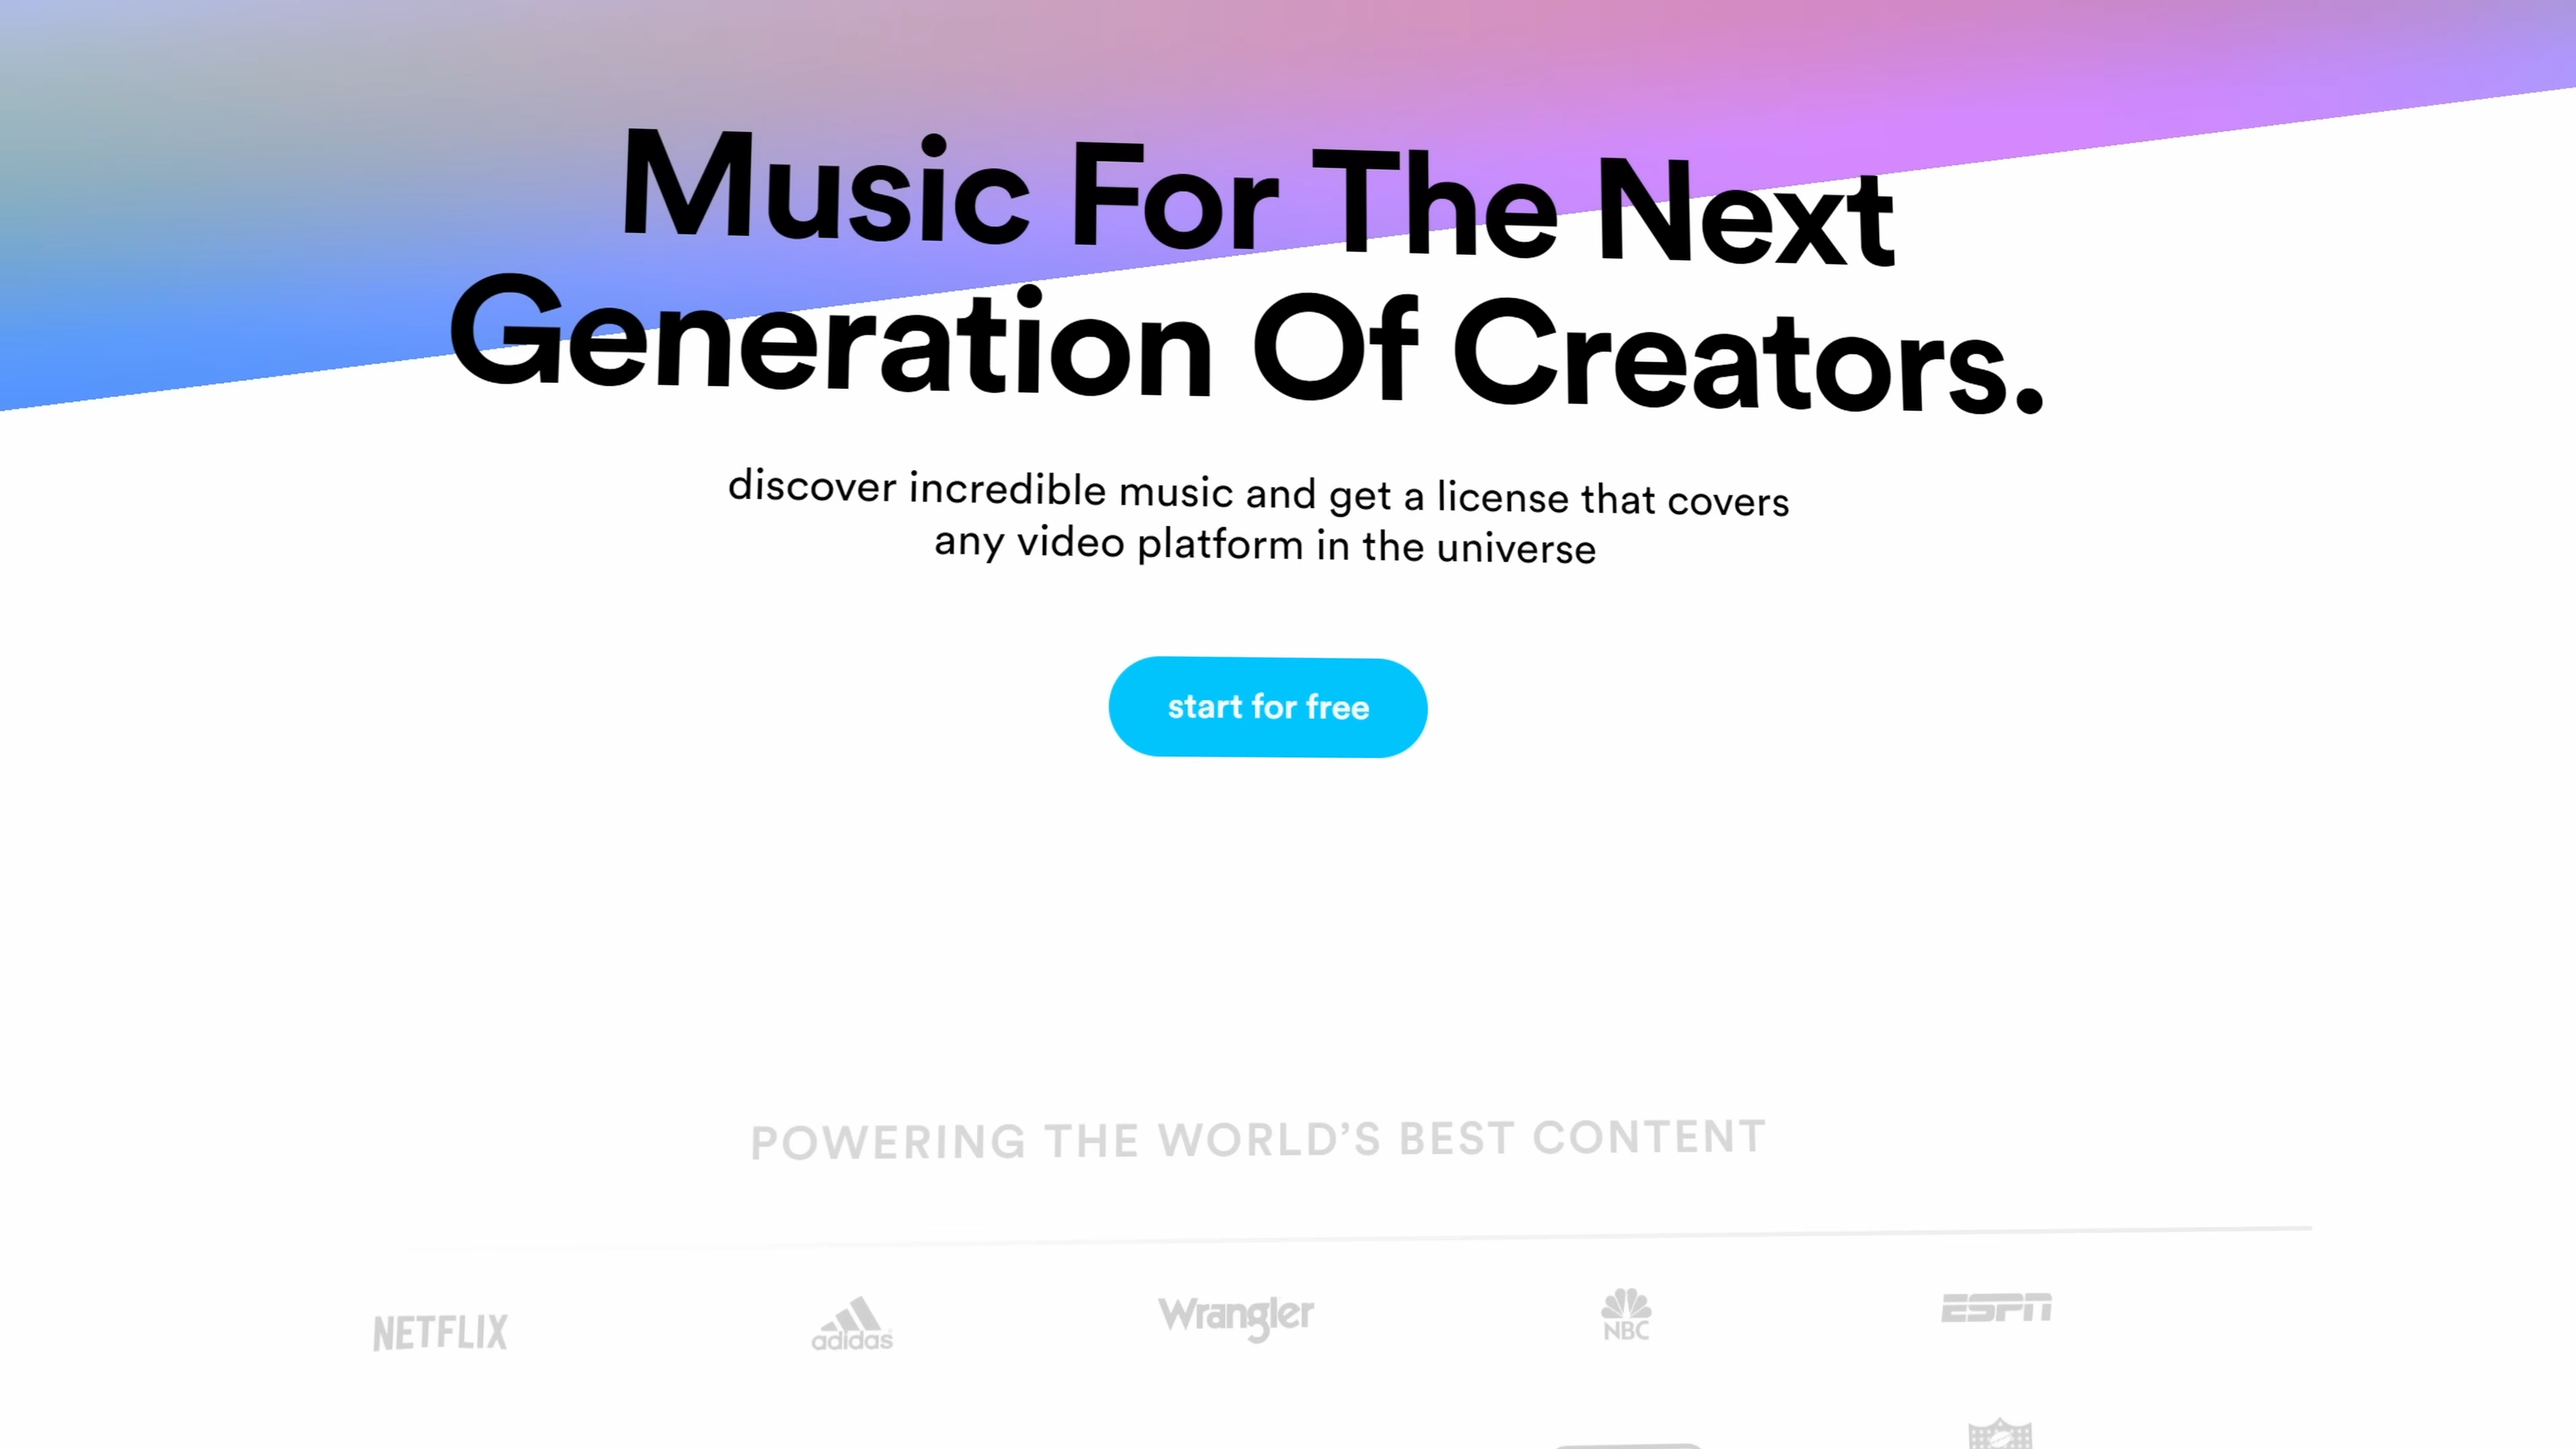 Music For The Next
Generation Of Creators.
discover incredible music and get a license that covers
any video platform in the universe
start for free
POWERING THE WORLD’S BEST CONTENT
NETFLIX
adidas
Wrangler
NBC
ESPN